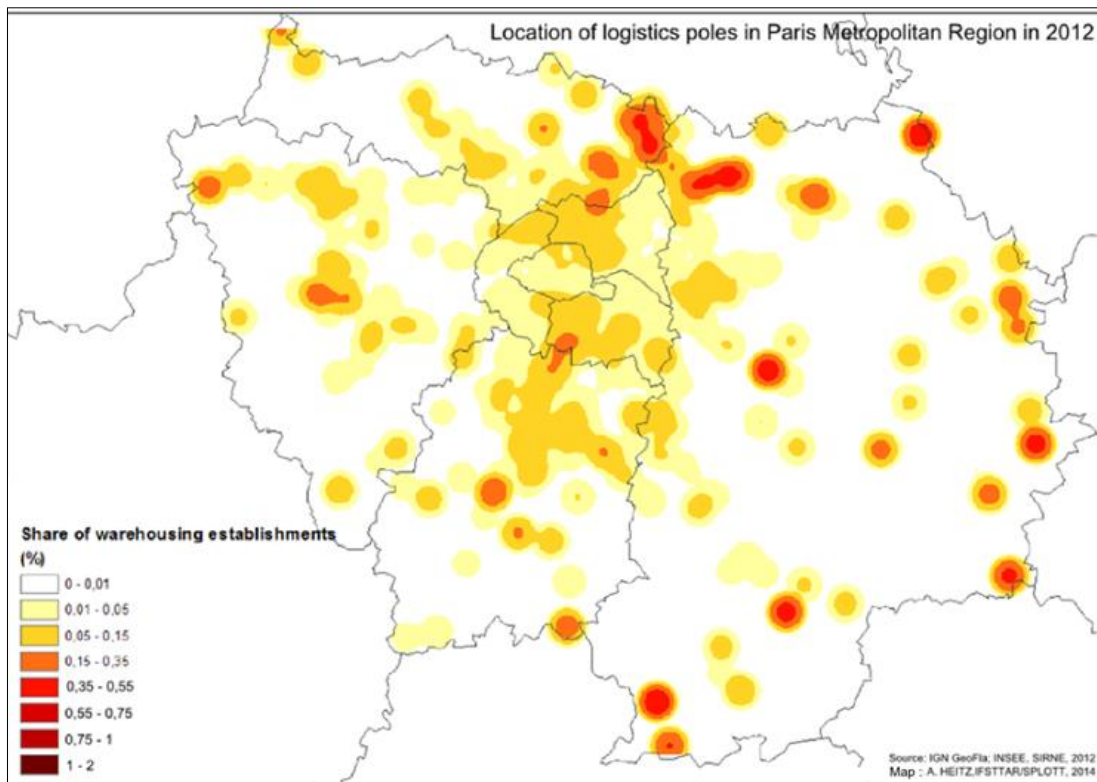 Location of logistics poles in Paris Metropolitan Region in 2012
Share of warehousing establishments
(%)
0 - 0,01
0.01 - 0,05
0,05 - 0,15
0,15 - 0,35
0,35 - 0,55
0,55 - 0,75
0,75 - 1
1 - 2
Source: IGN GeoFla; INSEE, SIRNE, 2012
Map : A. HEITZ,IFSTTAR/SPLOTT, 2014